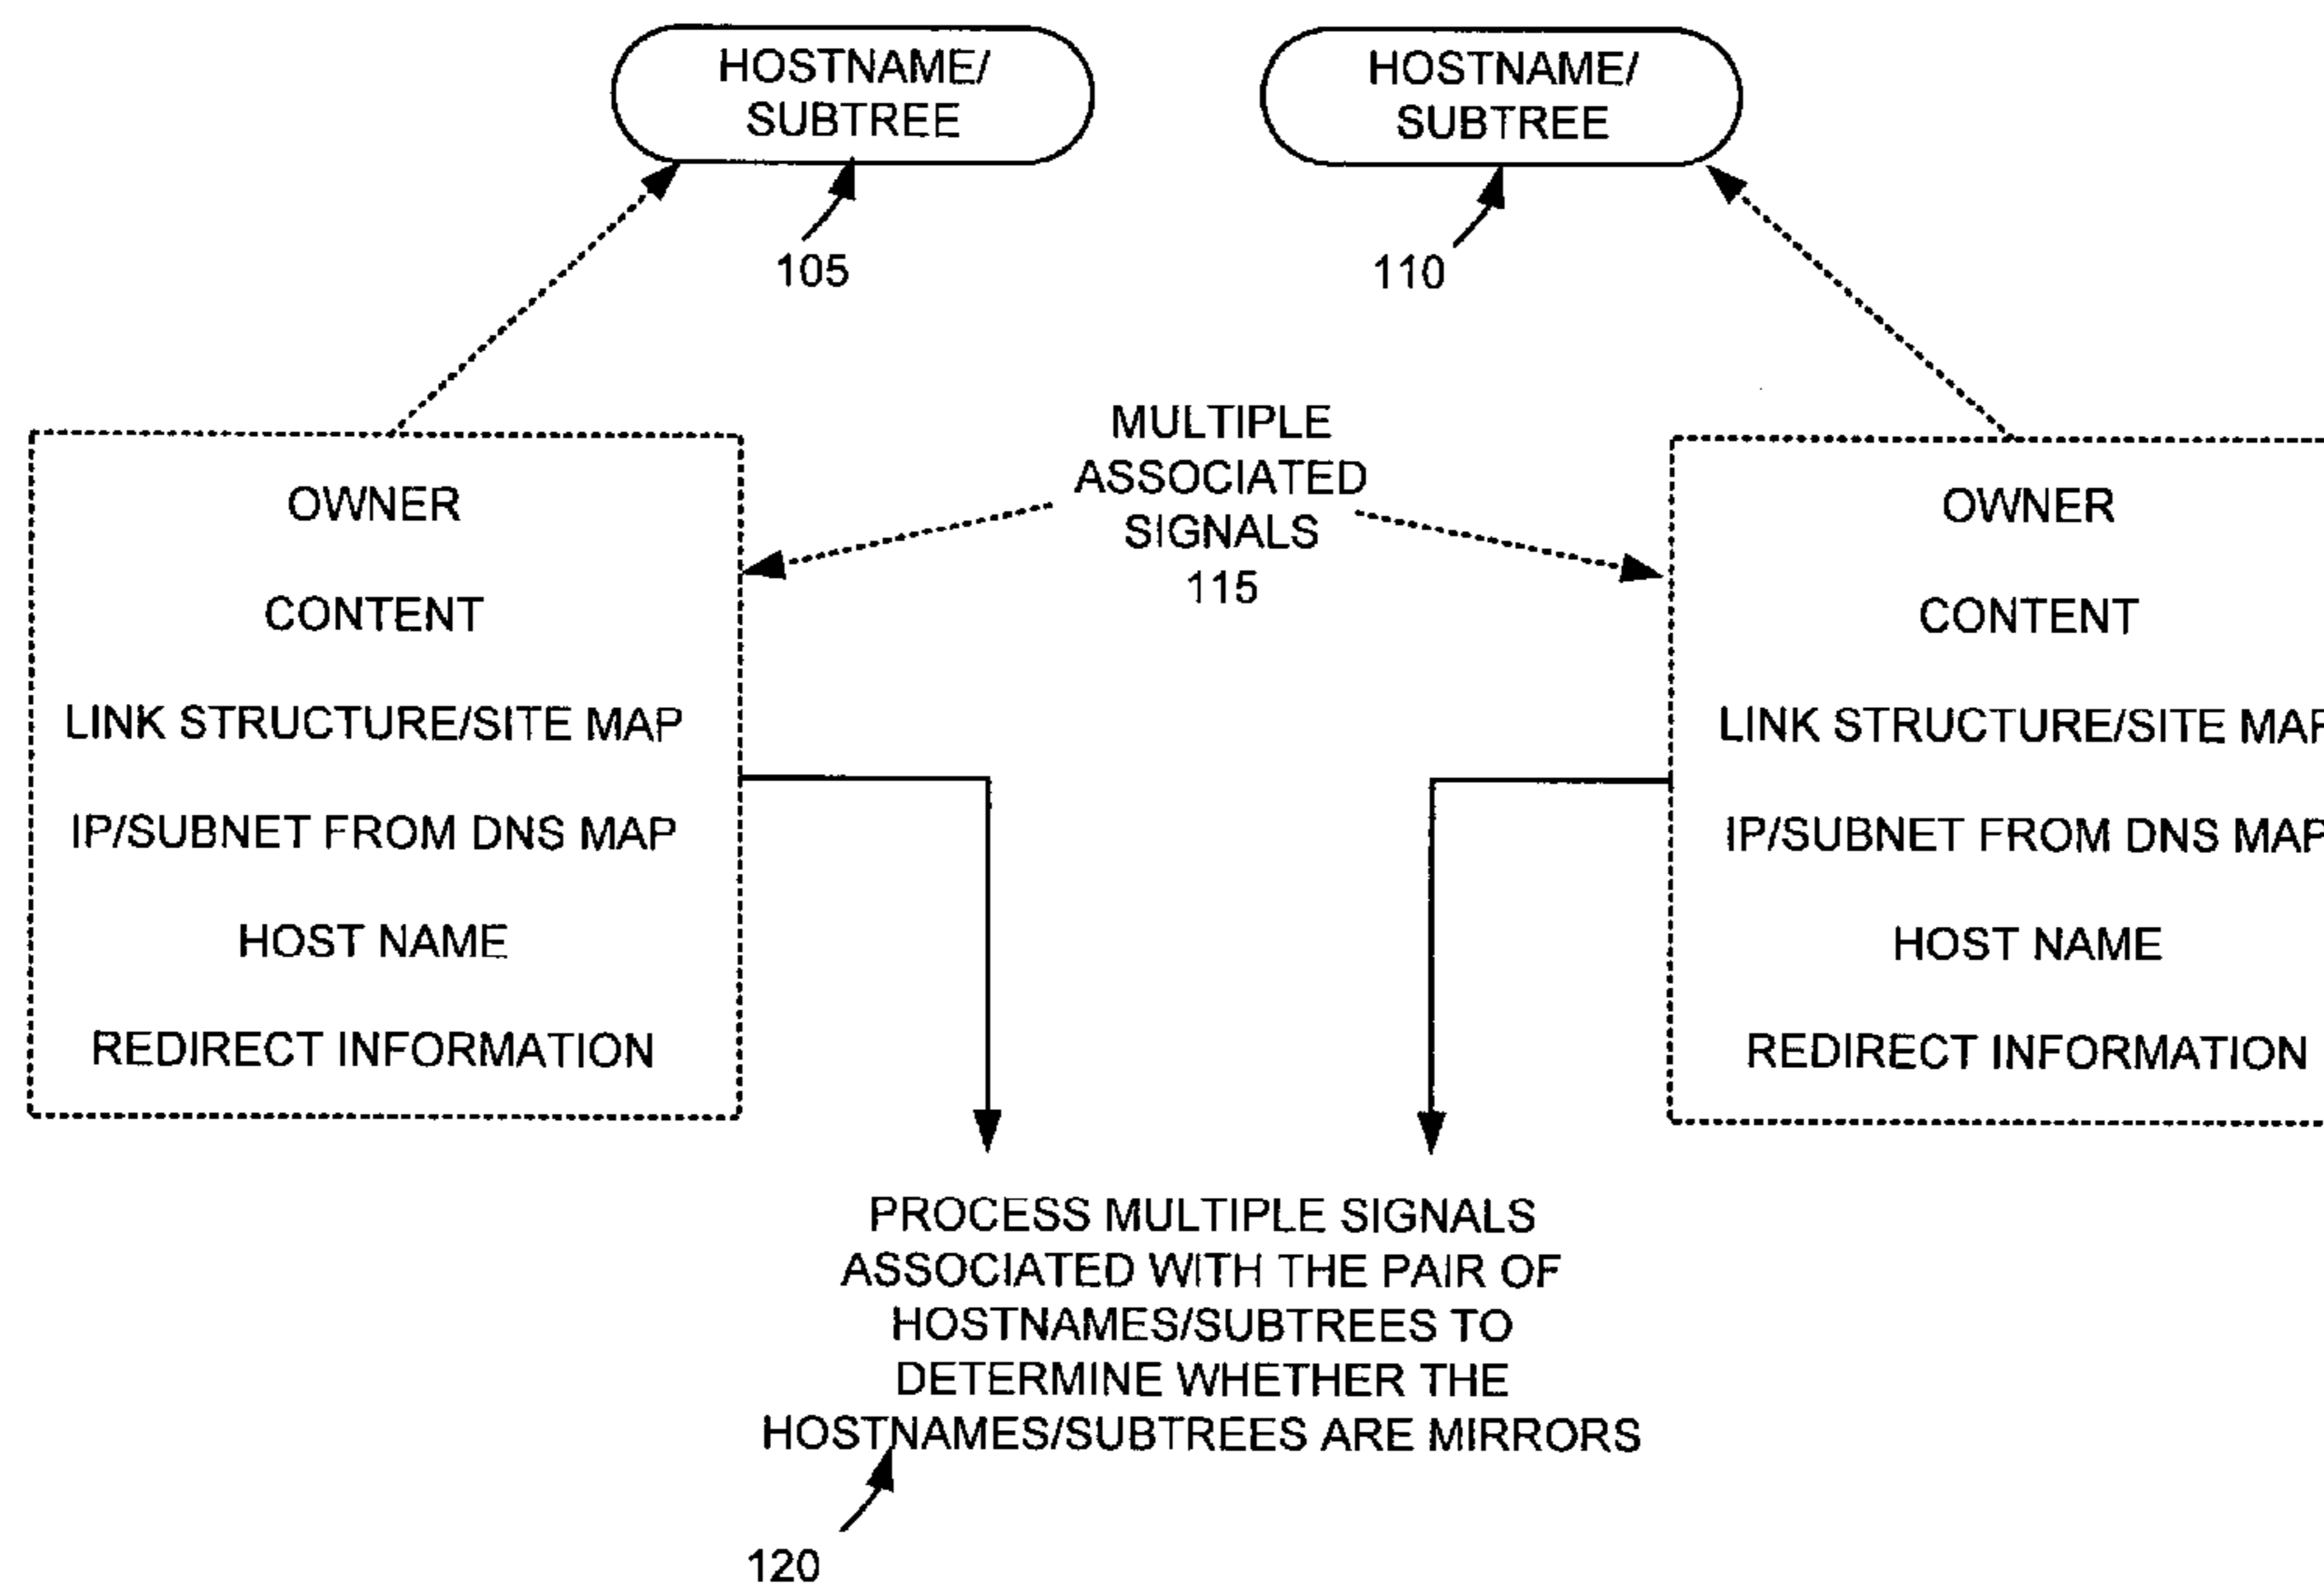 HOSTNAME/
SUBTREE
105
HOSTNAME/
SUBTREE
110
MULTIPLE
ASSOCIATED
SIGNALS
115
OWNER
CONTENT
LINK STRUCTURE/SITE MAP
IP/SUBNET FROM DNS MAP
HOST NAME
REDIRECT INFORMATION
OWNER
CONTENT
LINK STRUCTURE/SITE MAP
IP/SUBNET FROM DNS MAP
HOST NAME
REDIRECT INFORMATION
PROCESS MULTIPLE SIGNALS
ASSOCIATED WITH THE PAIR OF
HOSTNAMES/SUBTREES TO
DETERMINE WHETHER THE
HOSTNAMES/SUBTREES ARE MIRRORS
120